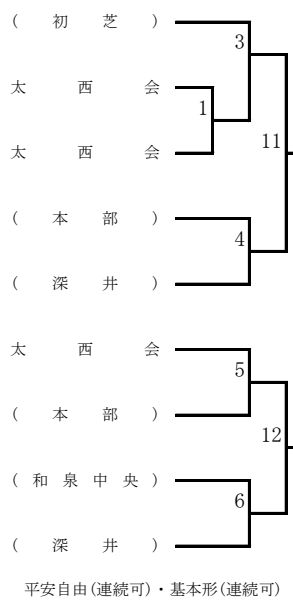 (初芝)
3
太西会
1
太西会
11
(本部)
4
(深井)
太西会
5
(本部)
12
(和泉中央)
6
(深井)
平安自由(連続可)・基本形(連続可)